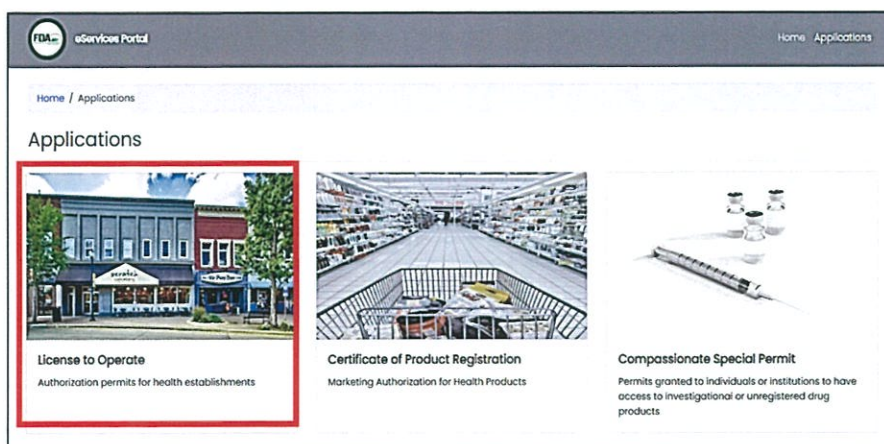 FDA
eServices Portal
Home Applications
Home / Applications
Applications
scratch
License to Operate
Authorization permits for health establishments
Certificate of Product Registration
Marketing Authorization for Health Products
Compassionate Special Permit
Permits granted to individuals or institutions to have
access to investigational or unregistered drug
products